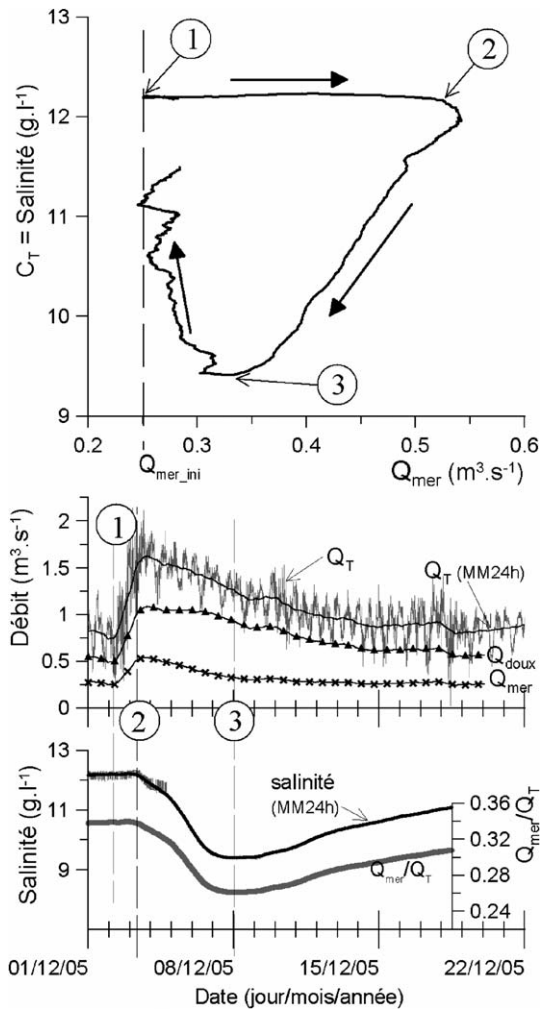 13
12
11
10
9
C_T = Salinité (g.l⁻¹)
1
2
3
0.2 0.3 0.4 0.5 0.6
Q_mer_ini
Q_mer (m³.s⁻¹)
2
1.5
1
0.5
0
Débit (m³.s⁻¹)
1
Q_T
Q_T (MM24h)
Q_doux
Q_mer
2
3
13
11
9
Salinité (g.l⁻¹)
salinité
(MM24h)
Q_mer/Q_T
0.36
0.32
0.28
0.24
Q_mer/Q_T
01/12/05 08/12/05 15/12/05 22/12/05
Date (jour/mois/année)